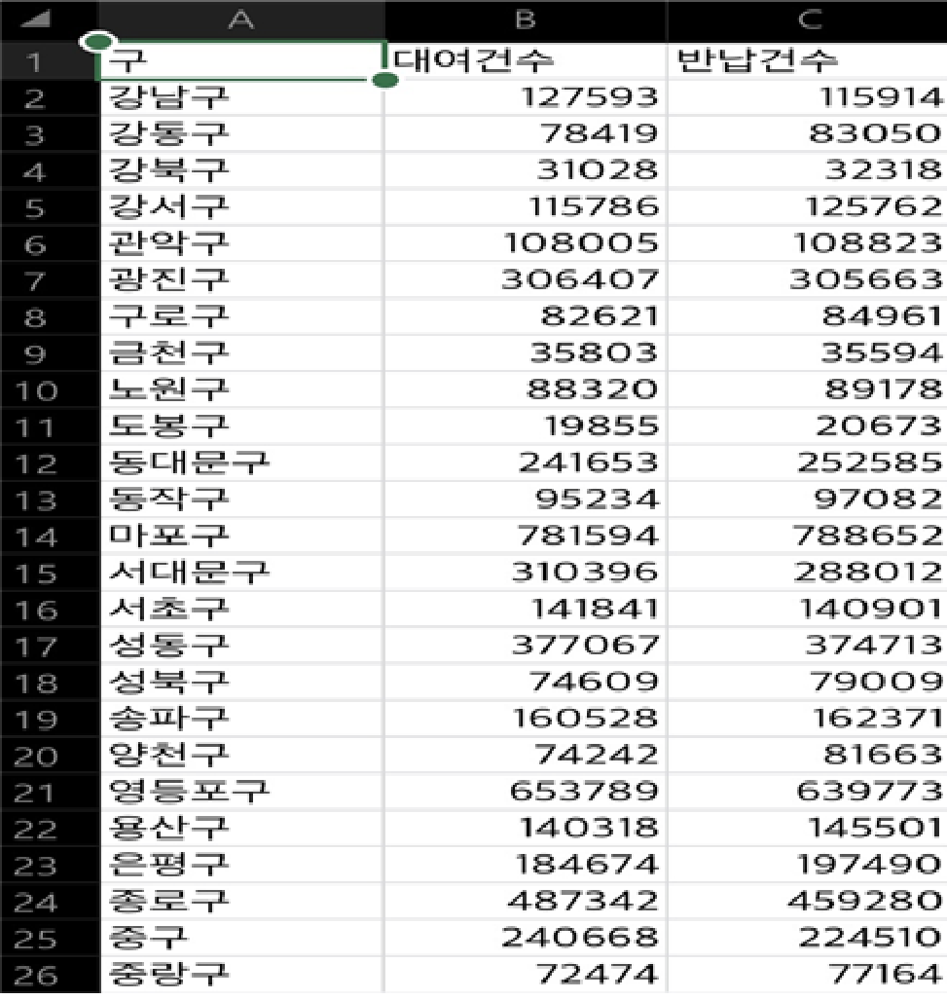 A B C
1 구 대여건수 반납건수
2 강남구 127593 115914
3 강동구 78419 83050
4 강북구 31028 32318
5 강서구 115786 125762
6 관악구 108005 108823
7 광진구 306407 305663
8 구로구 82621 84961
9 금천구 35803 35594
10 노원구 88320 89178
11 도봉구 19855 20673
12 동대문구 241653 252585
13 동작구 95234 97082
14 마포구 781594 788652
15 서대문구 310396 288012
16 서초구 141841 140901
17 성동구 377067 374713
18 성북구 74609 79009
19 송파구 160528 162371
20 양천구 74242 81663
21 영등포구 653789 639773
22 용산구 140318 145501
23 은평구 184674 197490
24 종로구 487342 459280
25 중구 240668 224510
26 중랑구 72474 77164